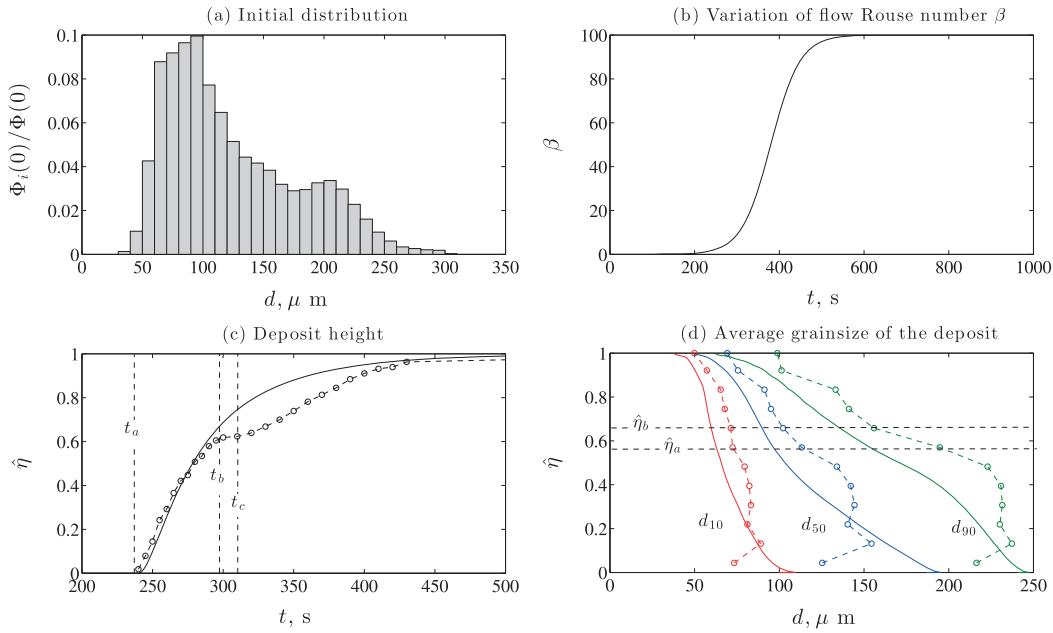 (a) Initial distribution
0.1
0.08
0.06
0.04
0.02
0
Φi(0)/Φ(0)
0 50 100 150 200 250 300 350
d, μ m
(b) Variation of flow Rouse number β
100
80
60
40
20
0
β
0 200 400 600 800 1000
t, s
(c) Deposit height
1
0.8
0.6
0.4
0.2
0
η̂
ta
tb
tc
200 250 300 350 400 450 500
t, s
(d) Average grainsize of the deposit
1
0.8
0.6
0.4
0.2
0
η̂
η̂b
η̂a
d10
d50
d90
0 50 100 150 200 250
d, μ m